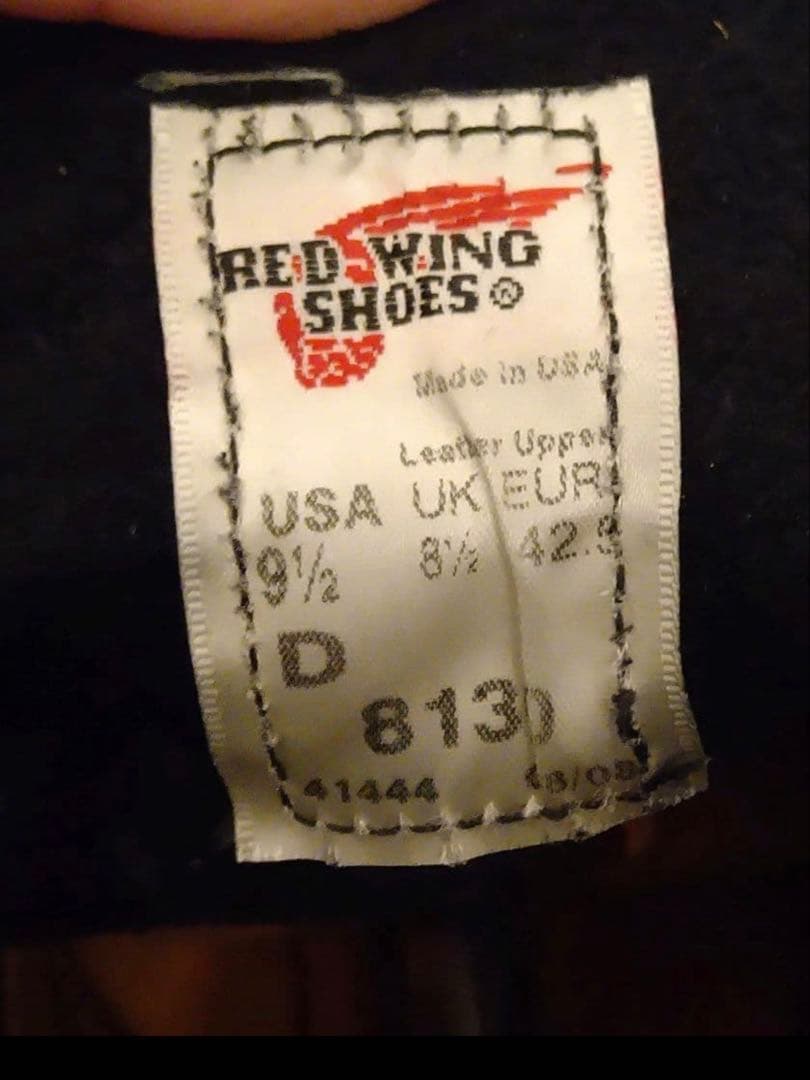 RED WING
SHOES®
Made in USA
Leather Upper
USA UK EUR
9½ 8½ 42.5
D
8130
41444